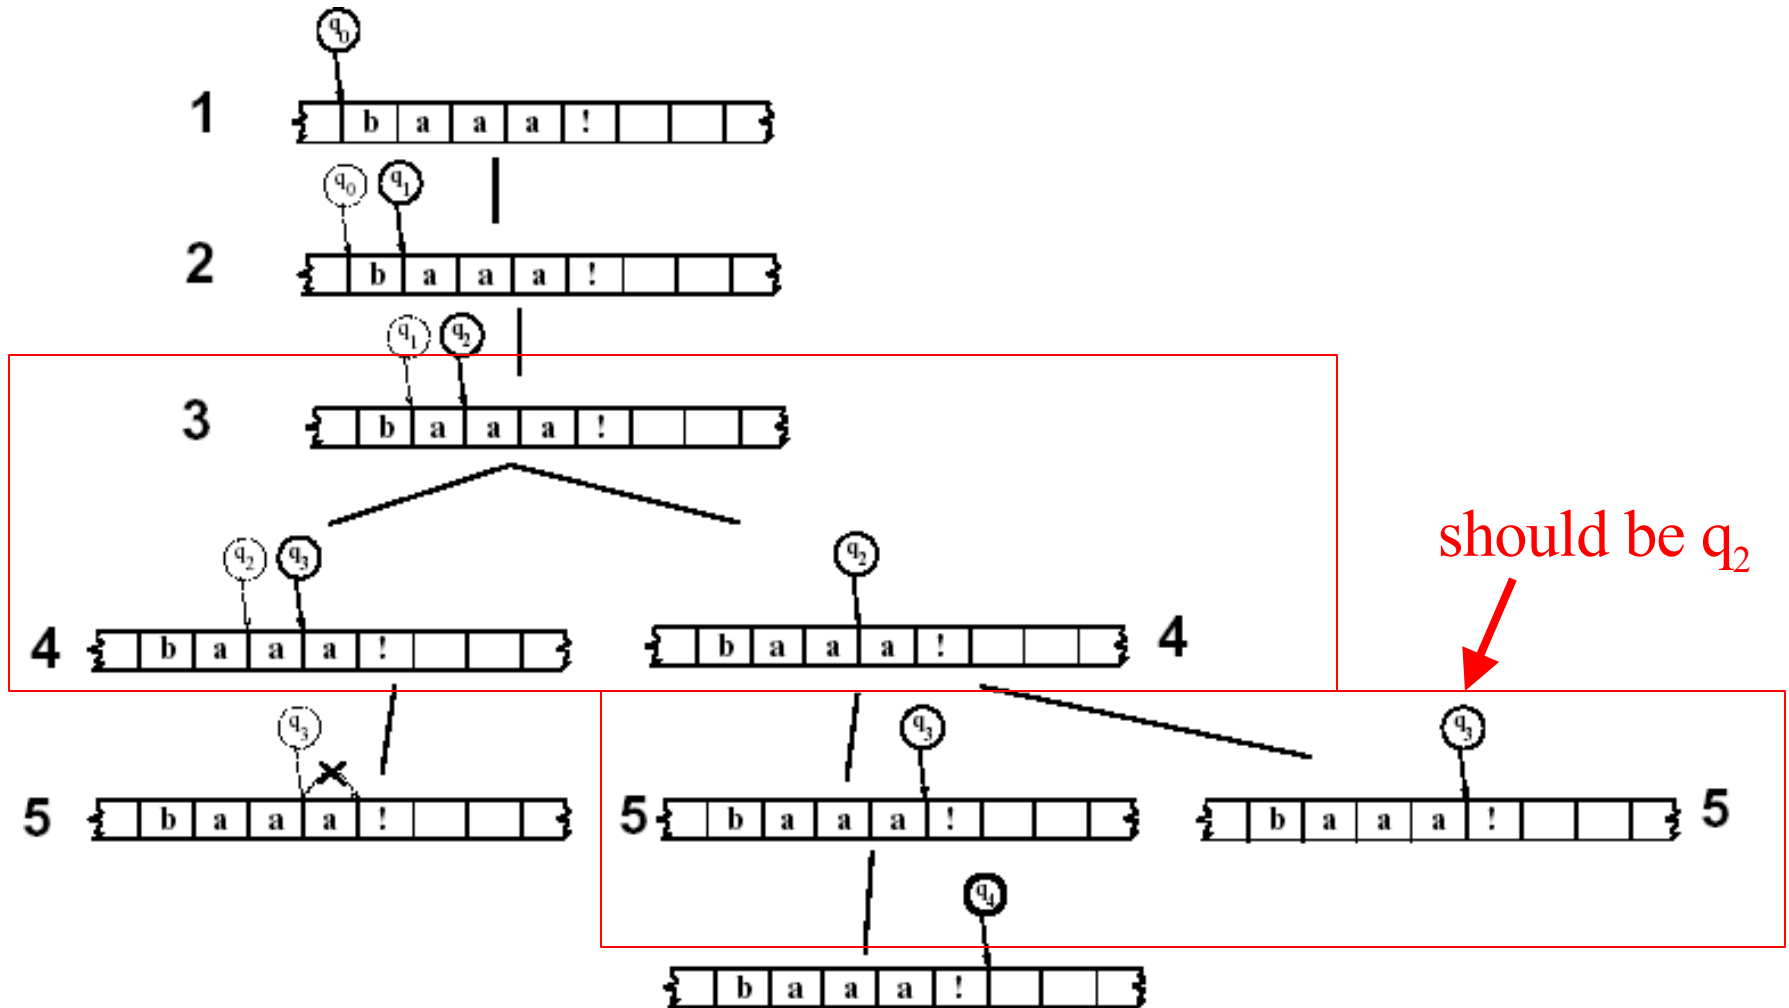 q₀
1 b a a a !
q₀ q₁
2 b a a a !
q₁ q₂
3 b a a a !
should be q₂
q₂ q₃ q₂
4 b a a a ! b a a a ! 4
q₃ q₃ q₃
5 b a a a ! 5 b a a a ! b a a a ! 5
q₄
b a a a !